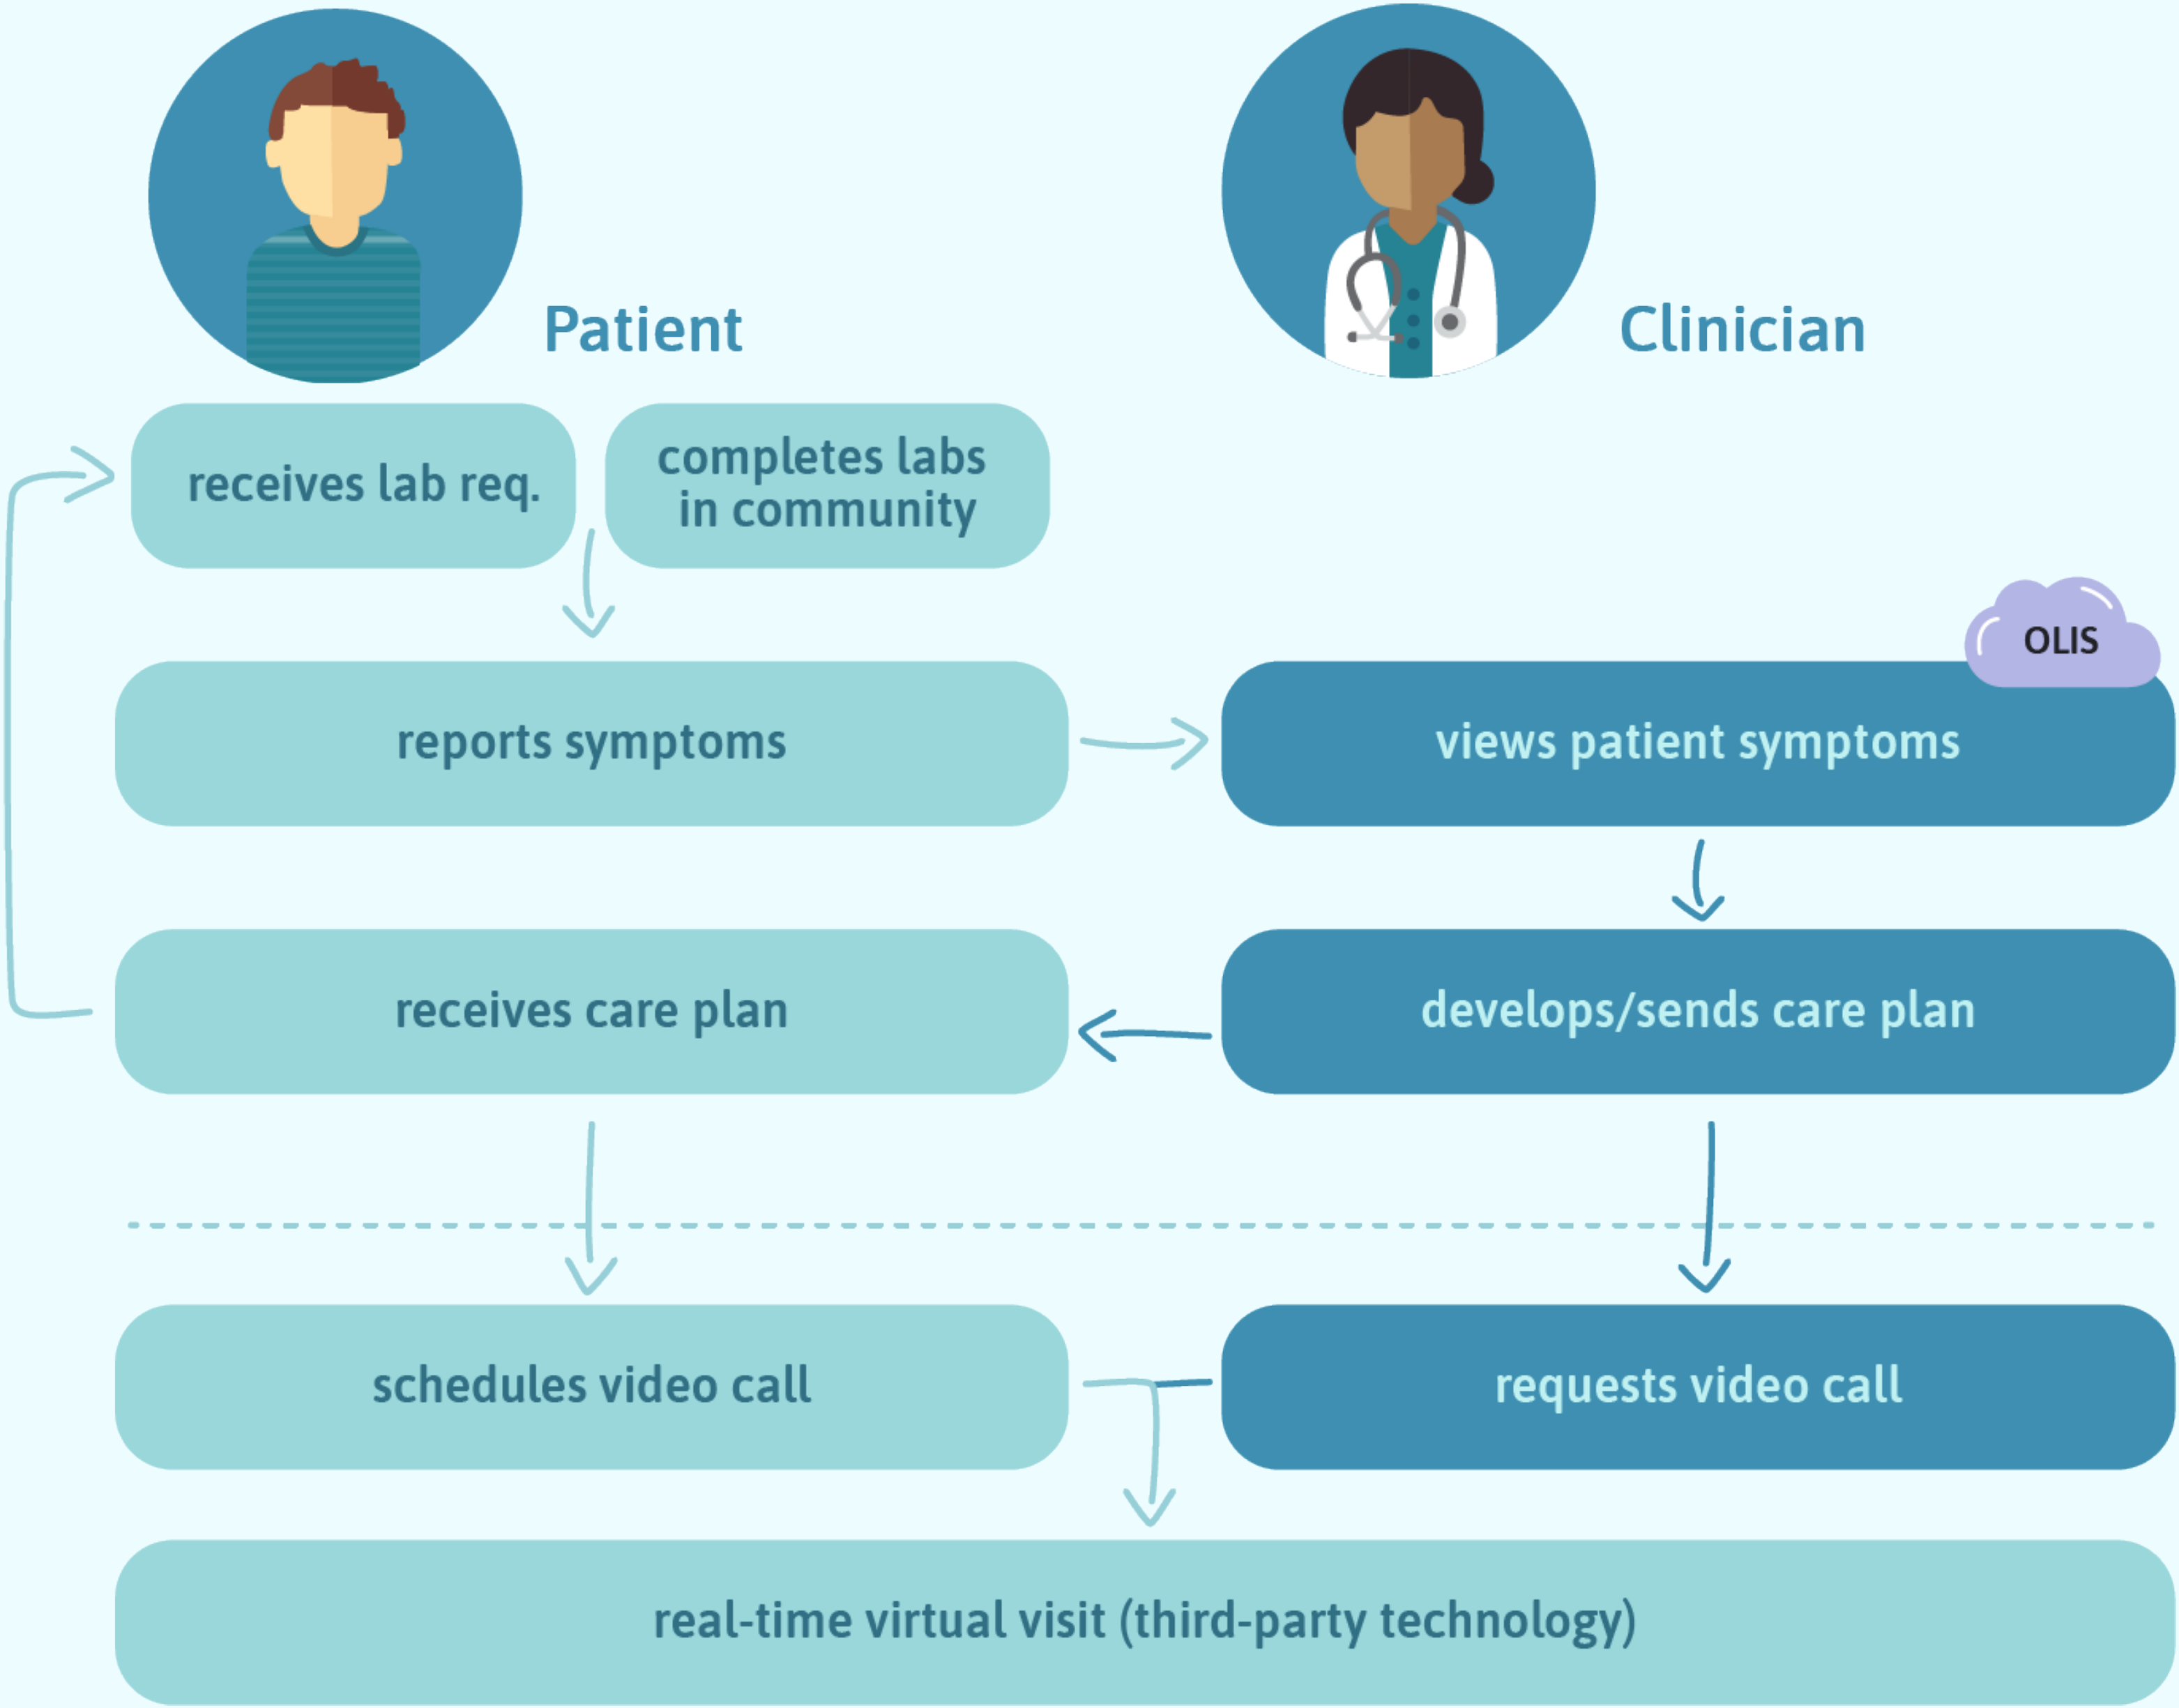 Patient
Clinician
receives lab req.
completes labs
in community
OLIS
reports symptoms
views patient symptoms
receives care plan
develops/sends care plan
schedules video call
requests video call
real-time virtual visit (third-party technology)